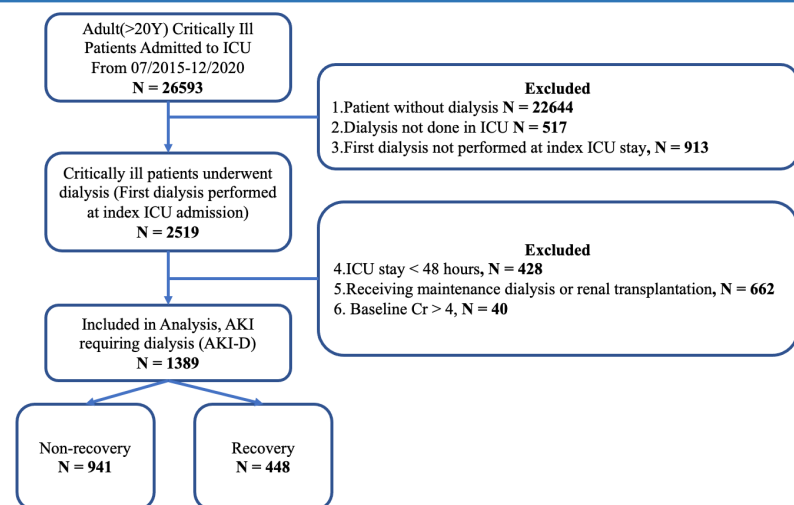 Adult(>20Y) Critically Ill
Patients Admitted to ICU
From 07/2015-12/2020
N = 26593
Excluded
1.Patient without dialysis N = 22644
2.Dialysis not done in ICU N = 517
3.First dialysis not performed at index ICU stay, N = 913
Critically ill patients underwent
dialysis (First dialysis performed
at index ICU admission)
N = 2519
Excluded
4.ICU stay < 48 hours, N = 428
5.Receiving maintenance dialysis or renal transplantation, N = 662
6. Baseline Cr > 4, N = 40
Included in Analysis, AKI
requiring dialysis (AKI-D)
N = 1389
Non-recovery
N = 941
Recovery
N = 448